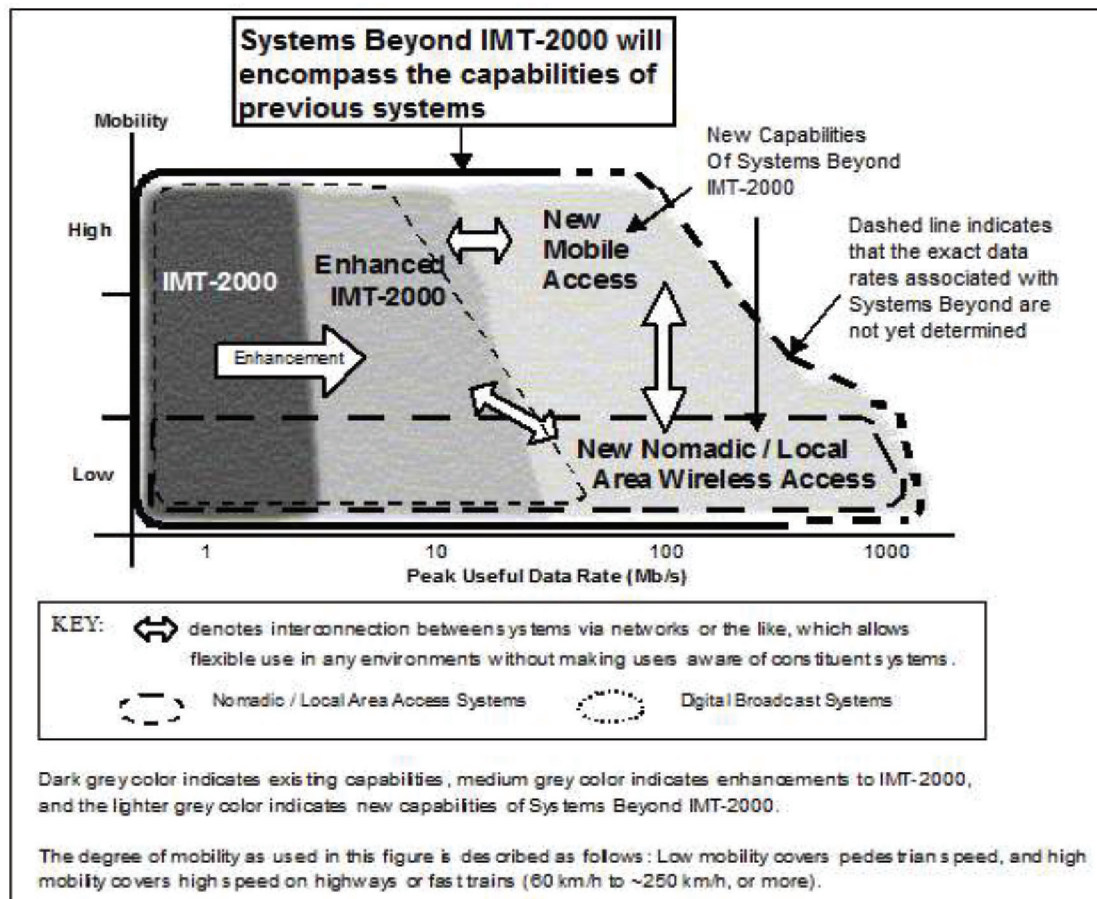 Systems Beyond IMT-2000 will
encompass the capabilities of
previous systems
Mobility
New Capabilities
Of Systems Beyond
IMT-2000
High
New
Mobile
Access
Dashed line indicates
that the exact data
rates associated with
Systems Beyond are
not yet determined
IMT-2000
Enhanced
IMT-2000
Enhancement
Low
New Nomadic / Local
Area Wireless Access
1
10
100
1000
Peak Useful Data Rate (Mb/s)
KEY:
denotes interconnection between systems via networks or the like, which allows
flexible use in any environments without making users aware of constituent systems.
Nomadic / Local Area Access Systems
Digital Broadcast Systems
Dark grey color indicates existing capabilities, medium grey color indicates enhancements to IMT-2000,
and the lighter grey color indicates new capabilities of Systems Beyond IMT-2000.
The degree of mobility as used in this figure is described as follows: Low mobility covers pedestrian speed, and high
mobility covers high speed on highways or fast trains (60 km/h to ~250 km/h, or more).